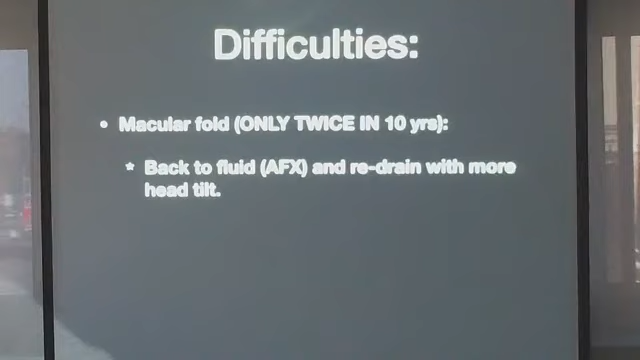 Difficulties:
• Macular fold (ONLY TWICE IN 10 yrs):
* Back to fluid (AFX) and re-drain with more
head tilt.